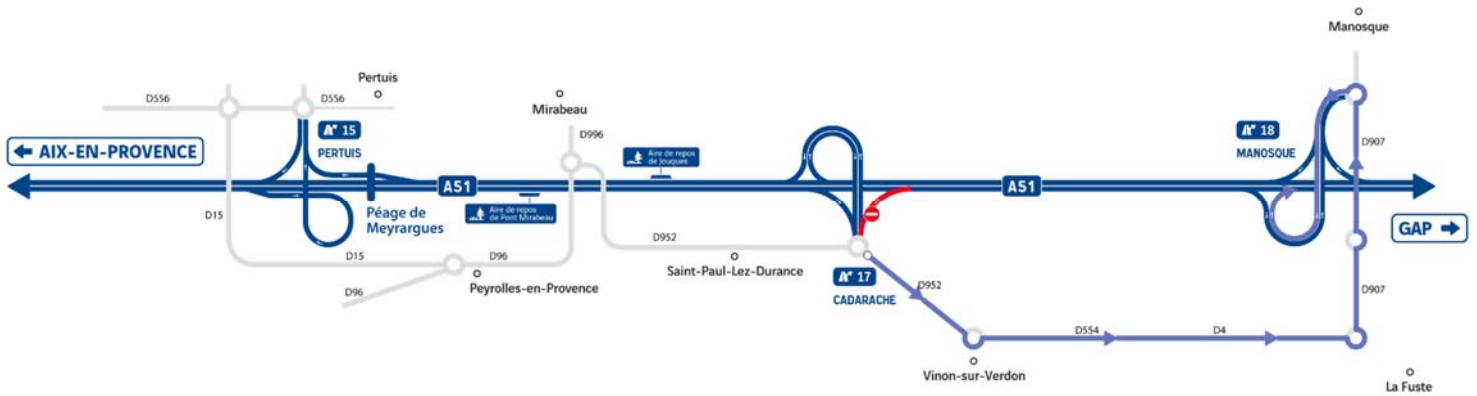 Manosque
Pertuis
Mirabeau
D556
D556
15
PERTUIS
D996
Aire de repos
de Jouques
18
MANOSQUE
D907
AIX-EN-PROVENCE
A51
A51
Aire de repos
de Pont Mirabeau
Péage de
Meyrargues
D15
GAP
D952
D15
D96
Saint-Paul-Lez-Durance
17
CADARACHE
D952
D96
Peyrolles-en-Provence
D907
D554
D4
Vinon-sur-Verdon
La Fuste